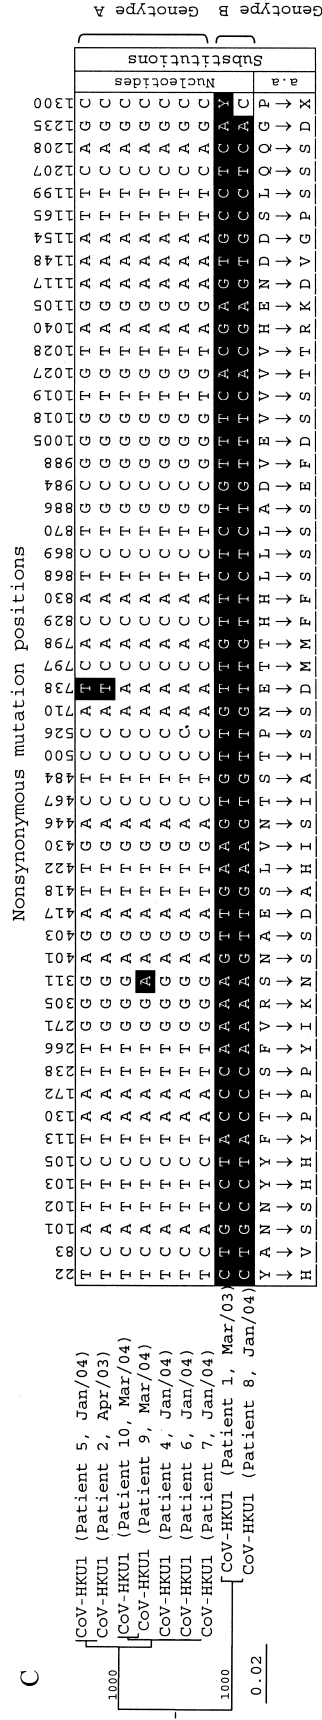 C
Nonsynonymous mutation positions
22 83 101 102 103 105 113 130 172 238 266 271 305 311 401 403 417 418 422 430 446 467 484 500 526 710 738 797 798 829 830 868 869 870 886 984 988 1005 1018 1019 1027 1028 1040 1105 1117 1148 1154 1165 1199 1207 1208 1235 1300
CoV-HKU1 (Patient 5, Jan/04) T C A T T C T A A T T G G G A G A T T G A C T C C A T C A C A T C T G C G G G T G T A G A A A T T C A G C
CoV-HKU1 (Patient 2, Apr/03) T C A T T C T A A T T G G G A G A T T G A C T C C A T C A C A T C T G C G G G T G T A G A A A T T C A G C
CoV-HKU1 (Patient 10, Mar/04) T C A T T C T A A T T G G G A G A T T G A C T C C A A C A C A T C T G C G G G T G T A G A A A T T C A G C
CoV-HKU1 (Patient 9, Mar/04) T C A T T C T A A T T G G A A G A T T G A C T C C A A C A C A T C T G C G G G T G T A G A A A T T C A G C
CoV-HKU1 (Patient 4, Jan/04) T C A T T C T A A T T G G G A G A T T G A C T C C A A C A C A T C T G C G G G T G T A G A A A T T C A G C
CoV-HKU1 (Patient 6, Jan/04) T C A T T C T A A T T G G G A G A T T G A C T C C A A C A C A T C T G C G G G T G T A G A A A T T C A G C
CoV-HKU1 (Patient 7, Jan/04) T C A T T C T A A T T G G G A G A T T G A C T C C A A C A C A T C T G C G G G T G T A G A A A T T C A G C
CoV-HKU1 (Patient 1, Mar/03) C T G C C T A C C C A A A A G T T G A A G T G T T G T T G T T C T C T G T T T C A C G A G T G C C T C A Y
CoV-HKU1 (Patient 8, Jan/04) C T G C C T A C C C A A A A G T T G A A G T G T T G T T G T T C T C T G T T T C A C G A G T G C C T C A C
Y A N N Y Y F T T S F V R S N A E S L V N T S T P N E T T H H L L L A D V E V V V V H E N D D S L Q Q G P
↓ ↓ ↓ ↓ ↓ ↓ ↓ ↓ ↓ ↓ ↓ ↓ ↓ ↓ ↓ ↓ ↓ ↓ ↓ ↓ ↓ ↓ ↓ ↓ ↓ ↓ ↓ ↓ ↓ ↓ ↓ ↓ ↓ ↓ ↓ ↓ ↓ ↓ ↓ ↓ ↓ ↓ ↓ ↓ ↓ ↓ ↓ ↓ ↓ ↓ ↓ ↓ ↓
H V S S H H Y P P P Y I K N S S D A H I S I A I S S D M M F F S S S S E F D S S T T R K D V G P S S S D X
Nucleotides
a.a
Substitutions
Genotype A
Genotype B
Genotype
1000
1000
0.02